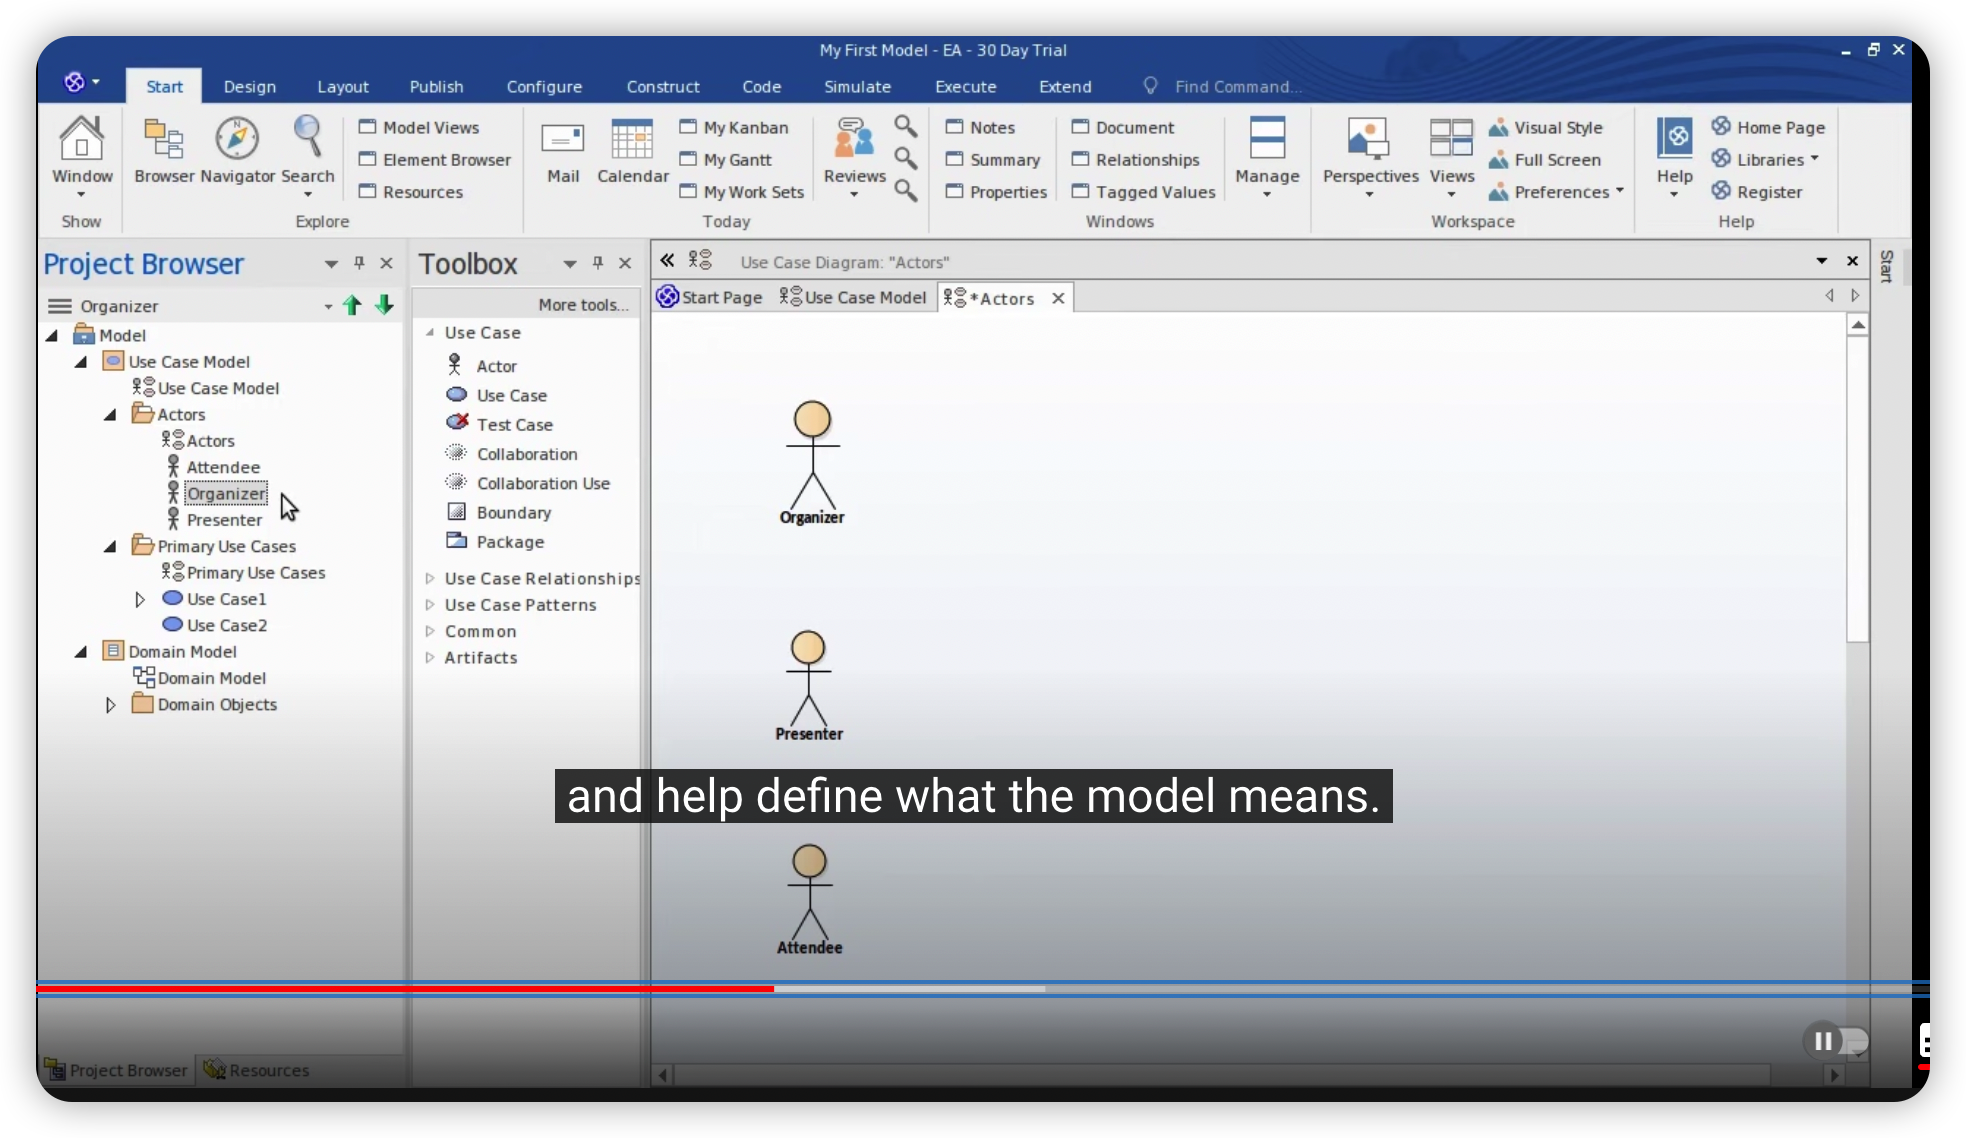 My First Model - EA - 30 Day Trial
Start Design Layout Publish Configure Construct Code Simulate Execute Extend Find Command...
Window
Show
Browser Navigator Search
Model Views
Element Browser
Resources
Explore
Mail Calendar
My Kanban
My Gantt
My Work Sets
Reviews
Today
Notes
Summary
Properties
Document
Relationships
Tagged Values
Manage
Windows
Perspectives Views
Visual Style
Full Screen
Preferences
Workspace
Help
Home Page
Libraries
Register
Help
Project Browser
Organizer
Model
Use Case Model
Use Case Model
Actors
Actors
Attendee
Organizer
Presenter
Primary Use Cases
Primary Use Cases
Use Case1
Use Case2
Domain Model
Domain Model
Domain Objects
Project Browser Resources
Toolbox
More tools...
Use Case
Actor
Use Case
Test Case
Collaboration
Collaboration Use
Boundary
Package
Use Case Relationships
Use Case Patterns
Common
Artifacts
Use Case Diagram: "Actors"
Start Page Use Case Model *Actors
Organizer
Presenter
and help define what the model means.
Attendee
Start